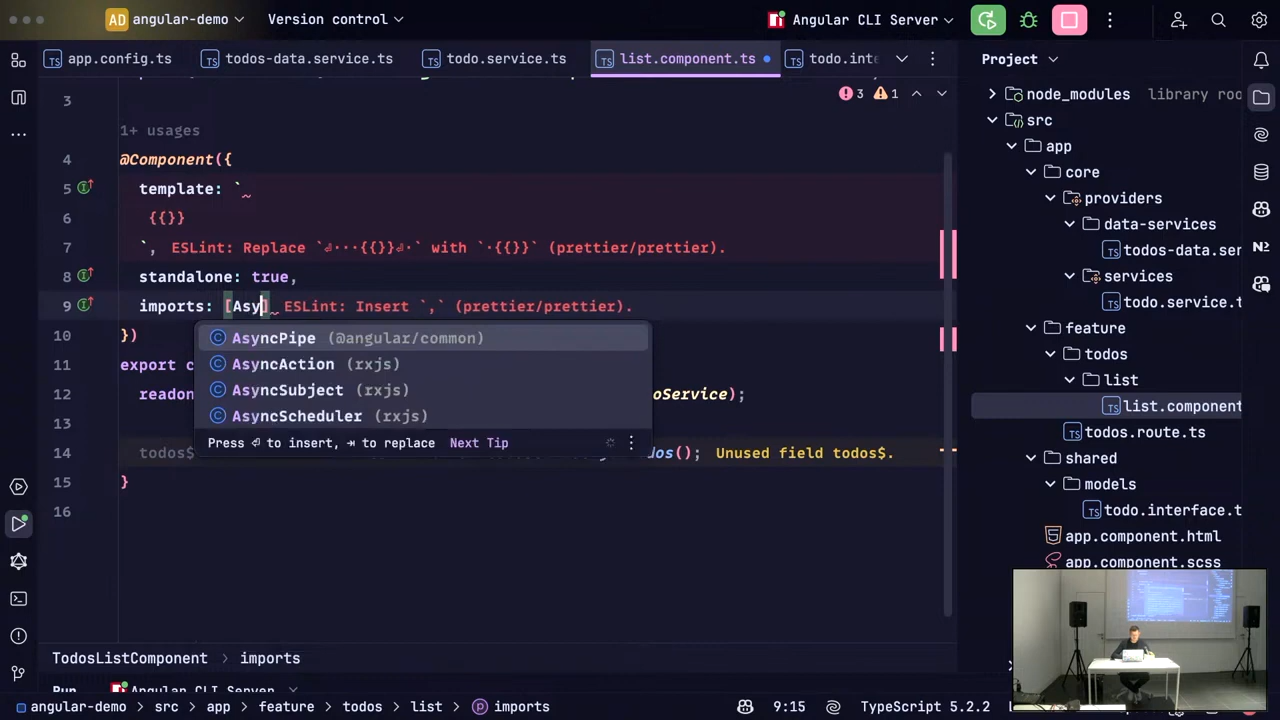 AD angular-demo Version control Angular CLI Server
app.config.ts todos-data.service.ts todo.service.ts list.component.ts todo.inte
Project
3 1
node_modules library roo
src
app
core
providers
data-services
todos-data.ser
services
todo.service.t
feature
todos
list
list.component
todos.route.ts
shared
models
todo.interface.t
app.component.html
app.component.scss
N2
3
1+ usages
4 @Component({
5 template: `
6 {{}}
7 `, ESLint: Replace `⏎···{{}}⏎·` with `·{{}}` (prettier/prettier).
8 standalone: true,
9 imports: [Asy] ESLint: Insert `,` (prettier/prettier).
10 })
11 export c
12 readon oService);
13
14 todos$ dos(); Unused field todos$.
15 }
16
AsyncPipe (@angular/common)
AsyncAction (rxjs)
AsyncSubject (rxjs)
AsyncScheduler (rxjs)
Press ⏎ to insert, ⇥ to replace Next Tip
TodosListComponent > imports
Run Angular CLI Server
angular-demo > src > app > feature > todos > list > imports 9:15 TypeScript 5.2.2